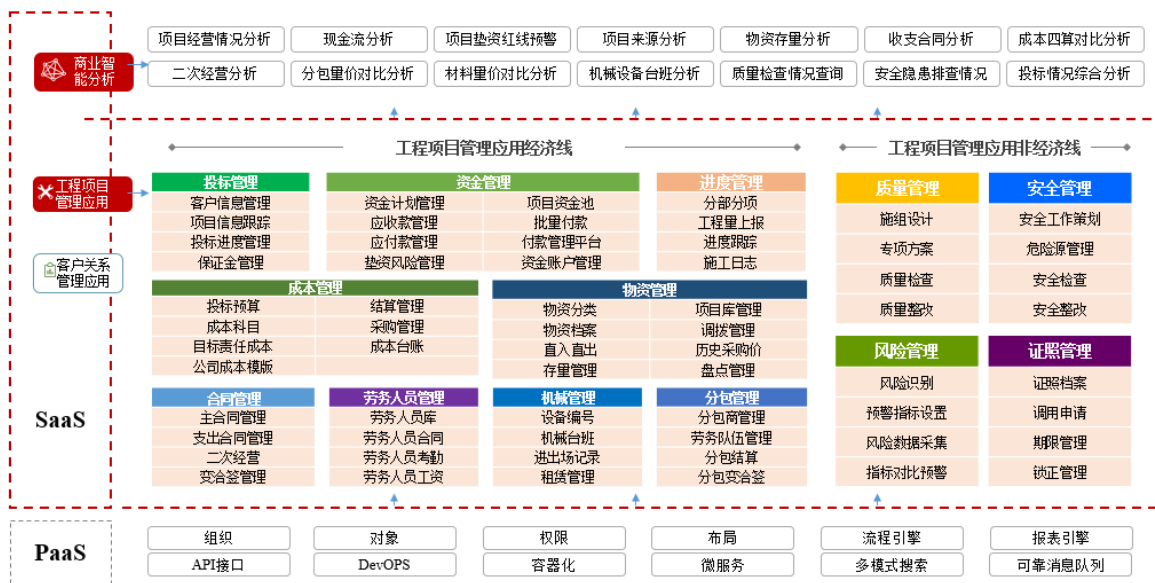 商业智
能分析
项目经营情况分析 现金流分析 项目垫资红线预警 项目来源分析 物资存量分析 收支合同分析 成本四算对比分析
二次经营分析 分包量价对比分析 材料量价对比分析 机械设备台班分析 质量检查情况查询 安全隐患排查情况 投标情况综合分析
工程项目管理应用经济线 工程项目管理应用非经济线
工程项目
管理应用
客户关系
管理应用
SaaS
投标管理
客户信息管理
项目信息跟踪
投标进度管理
保证金管理
资金管理
资金计划管理 项目资金池
应收款管理 批量付款
应付款管理 付款管理平台
垫资风险管理 资金账户管理
进度管理
分部分项
工程量上报
进度跟踪
施工日志
成本管理
投标预算 结算管理
成本科目 采购管理
目标责任成本 成本台账
公司成本模版
物资管理
物资分类 项目库管理
物资档案 调拨管理
直入直出 历史采购价
存量管理 盘点管理
合同管理
主合同管理
支出合同管理
二次经营
变洽签管理
劳务人员管理
劳务人员库
劳务人员合同
劳务人员考勤
劳务人员工资
机械管理
设备编号
机械台班
进出场记录
租赁管理
分包管理
分包商管理
劳务队伍管理
分包结算
分包变洽签
质量管理
施组设计
专项方案
质量检查
质量整改
安全管理
安全工作策划
危险源管理
安全检查
安全整改
风险管理
风险识别
预警指标设置
风险数据采集
指标对比预警
证照管理
证照档案
调用申请
期限管理
锁正管理
PaaS
组织 对象 权限 布局 流程引擎 报表引擎
API接口 DevOPS 容器化 微服务 多模式搜索 可靠消息队列